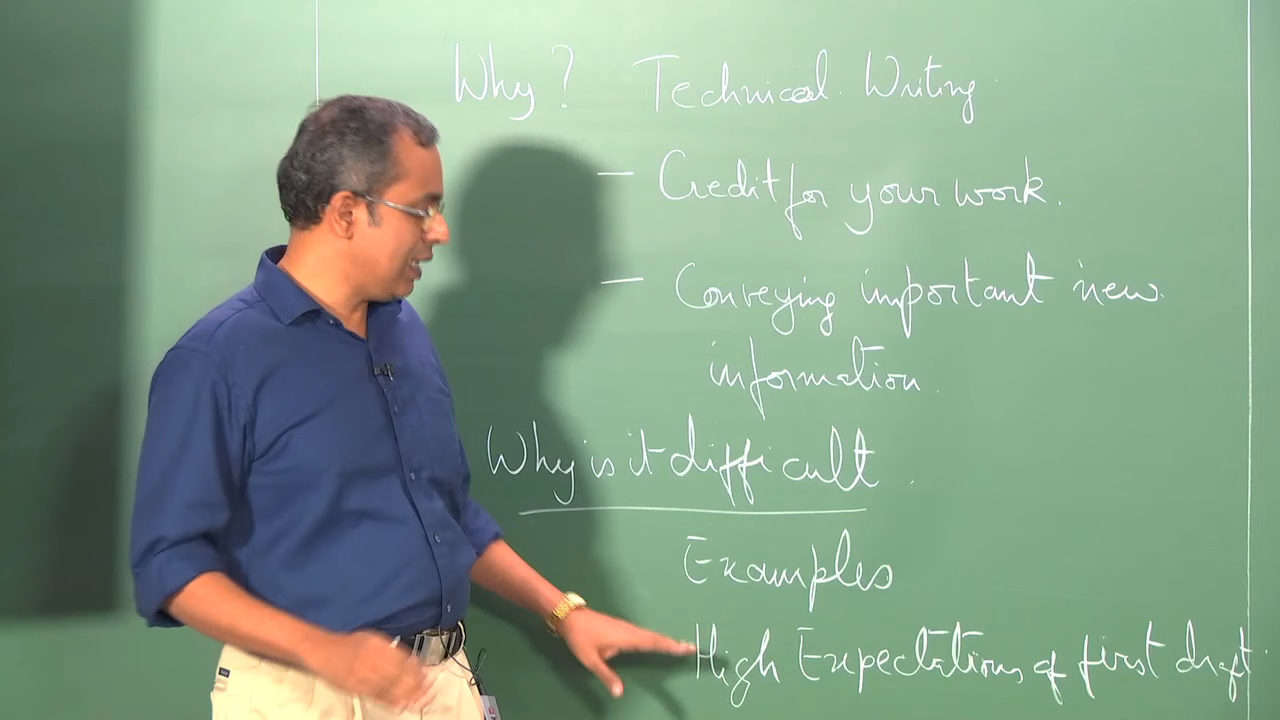 Why? Technical Writing.
— Credit for your work.
— Conveying important new
information.
Why is it difficult.
Examples
High Expectations of first draft.